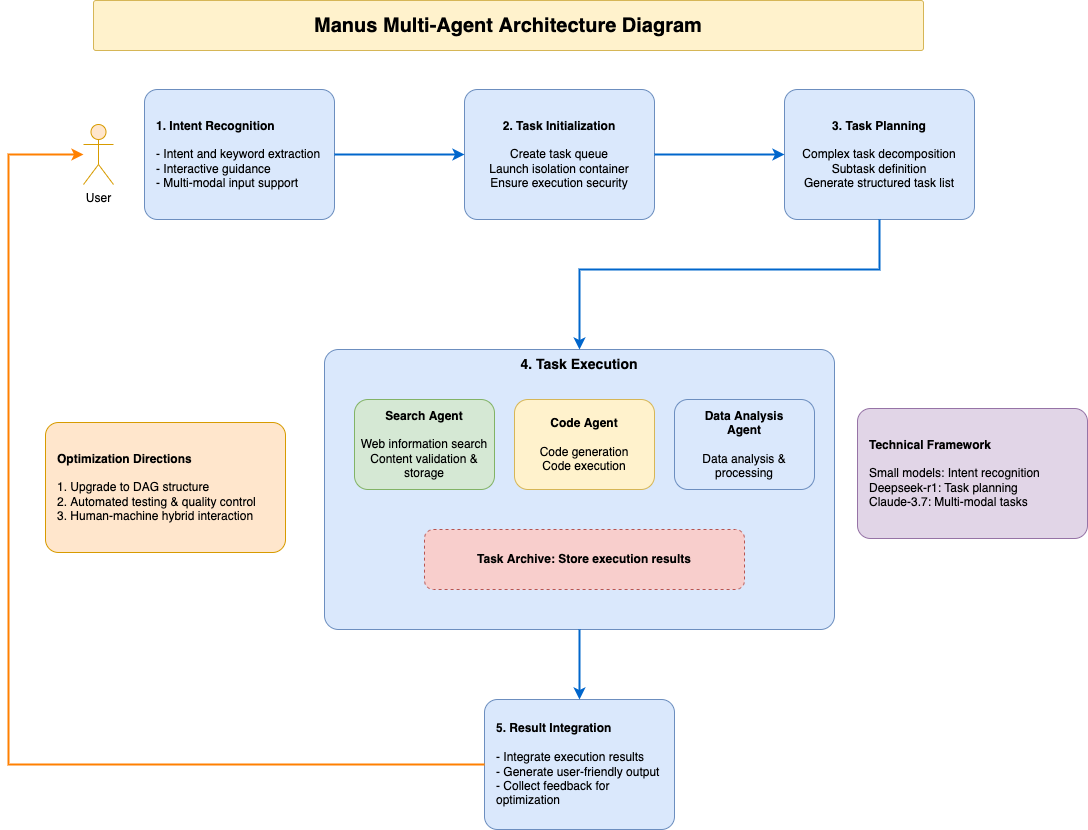 Manus Multi-Agent Architecture Diagram
User
1. Intent Recognition
- Intent and keyword extraction
- Interactive guidance
- Multi-modal input support
2. Task Initialization
Create task queue
Launch isolation container
Ensure execution security
3. Task Planning
Complex task decomposition
Subtask definition
Generate structured task list
4. Task Execution
Search Agent
Web information search
Content validation &
storage
Code Agent
Code generation
Code execution
Data Analysis
Agent
Data analysis &
processing
Task Archive: Store execution results
Optimization Directions
1. Upgrade to DAG structure
2. Automated testing & quality control
3. Human-machine hybrid interaction
Technical Framework
Small models: Intent recognition
Deepseek-r1: Task planning
Claude-3.7: Multi-modal tasks
5. Result Integration
- Integrate execution results
- Generate user-friendly output
- Collect feedback for
optimization